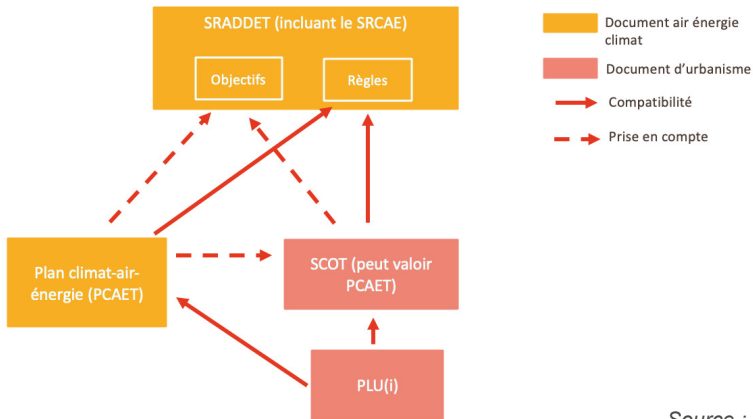 SRADDET (incluant le SRCAE)
Objectifs
Règles
Document air énergie
climat
Document d'urbanisme
Compatibilité
Prise en compte
Plan climat-air-
énergie (PCAET)
SCOT (peut valoir
PCAET)
PLU(i)
Source :